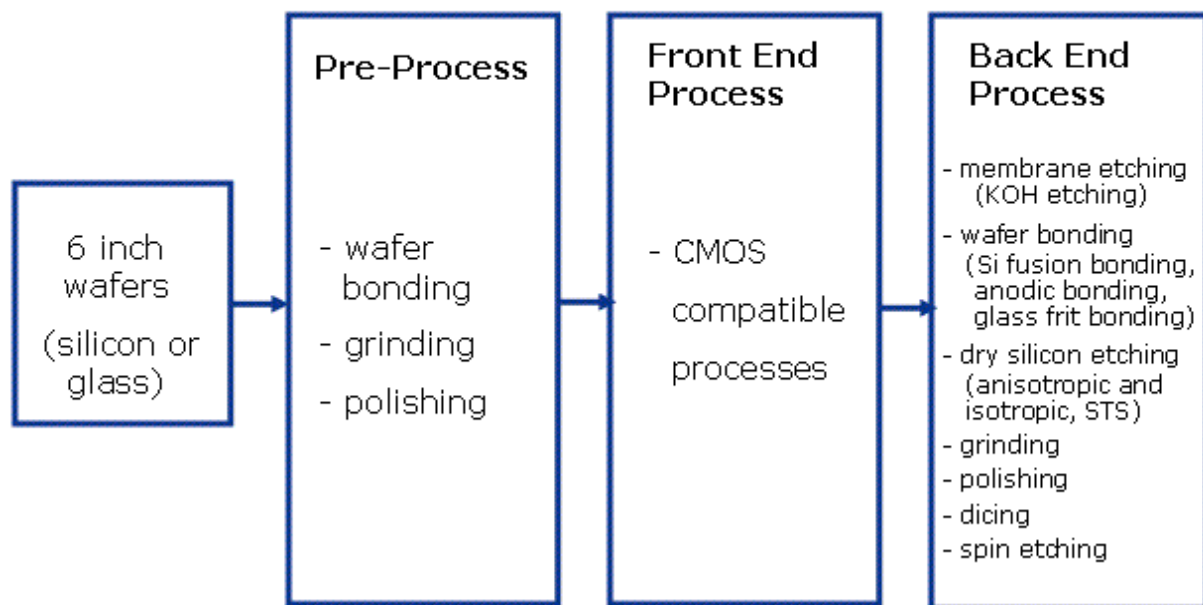 6 inch
wafers
(silicon or
glass)
Pre-Process
- wafer
bonding
- grinding
- polishing
Front End
Process
- CMOS
compatible
processes
Back End
Process
- membrane etching
(KOH etching)
- wafer bonding
(Si fusion bonding,
anodic bonding,
glass frit bonding)
- dry silicon etching
(anisotropic and
isotropic, STS)
- grinding
- polishing
- dicing
- spin etching